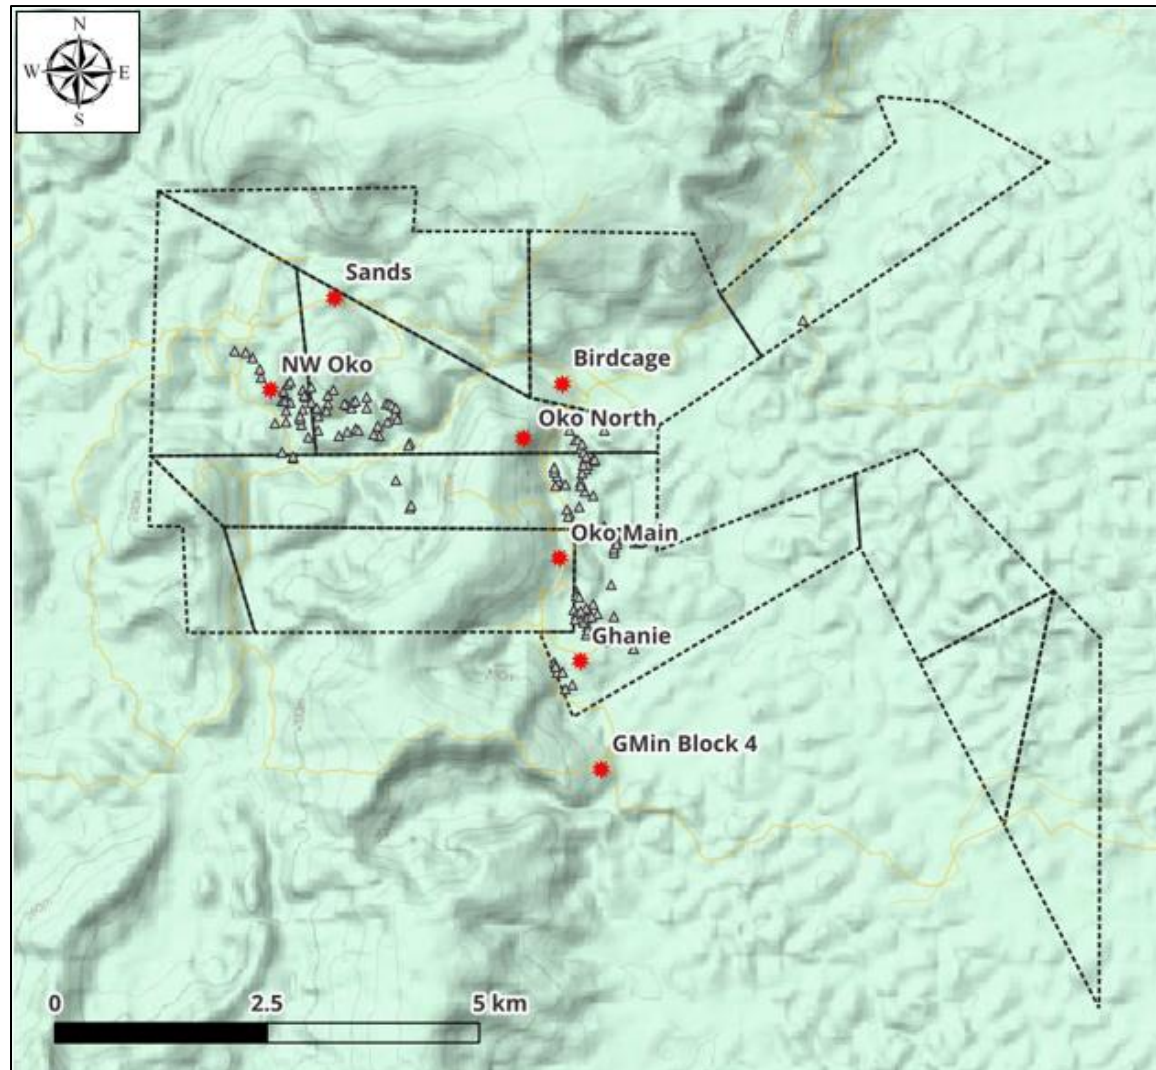 N
W E
S
Sands
NW Oko
Birdcage
Oko North
Oko Main
Ghanie
GMin Block 4
0 2.5 5 km